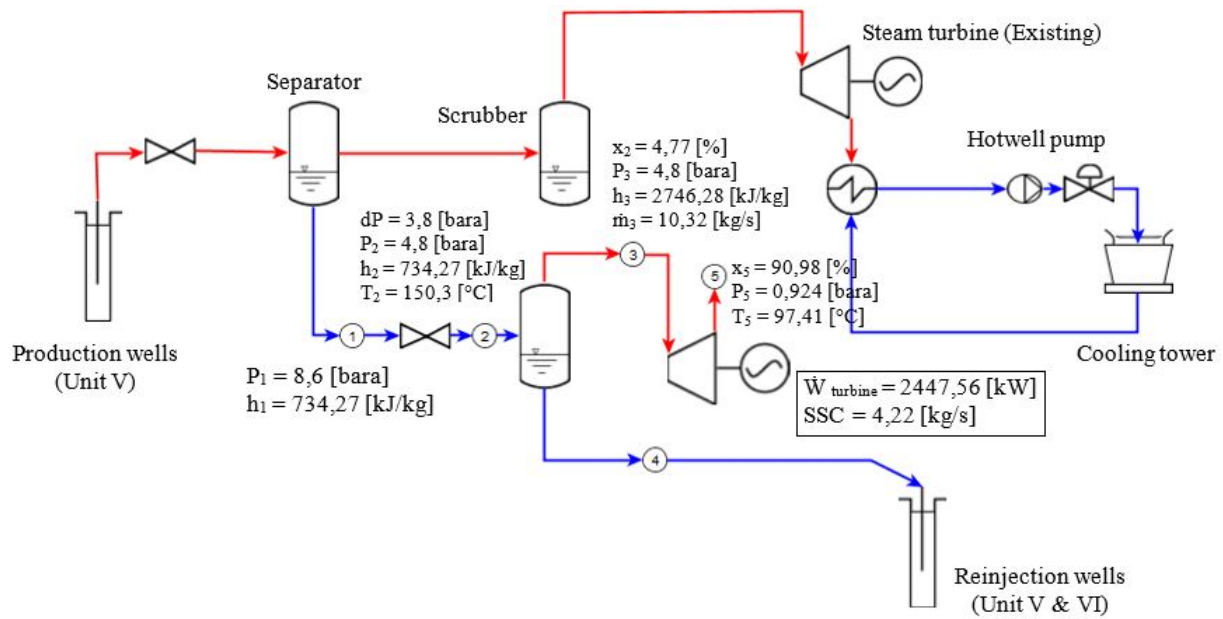 Steam turbine (Existing)
Separator
Scrubber
Hotwell pump
x₂ = 4,77 [%]
P₃ = 4,8 [bara]
h₃ = 2746,28 [kJ/kg]
ṁ₃ = 10,32 [kg/s]
dP = 3,8 [bara]
P₂ = 4,8 [bara]
h₂ = 734,27 [kJ/kg]
T₂ = 150,3 [°C]
3
5
x₅ = 90,98 [%]
P₅ = 0,924 [bara]
T₅ = 97,41 [°C]
1
2
Production wells
(Unit V)
Cooling tower
P₁ = 8,6 [bara]
h₁ = 734,27 [kJ/kg]
Ẇ turbine = 2447,56 [kW]
SSC = 4,22 [kg/s]
4
Reinjection wells
(Unit V & VI)